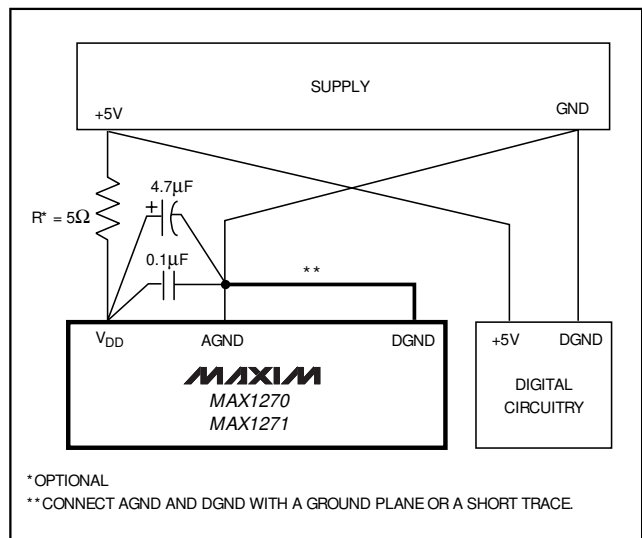 SUPPLY
+5V
GND
4.7μF
+
R* = 5Ω
0.1μF
**
VDD
AGND
DGND
+5V
DGND
MAXIM
MAX1270
MAX1271
DIGITAL
CIRCUITRY
*OPTIONAL
**CONNECT AGND AND DGND WITH A GROUND PLANE OR A SHORT TRACE.